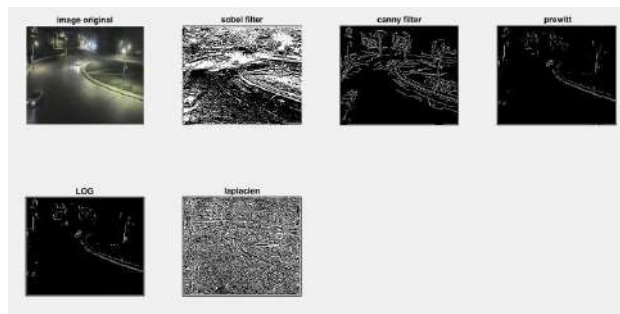 image original
sobel filter
canny filter
prewitt
LOG
laplacien